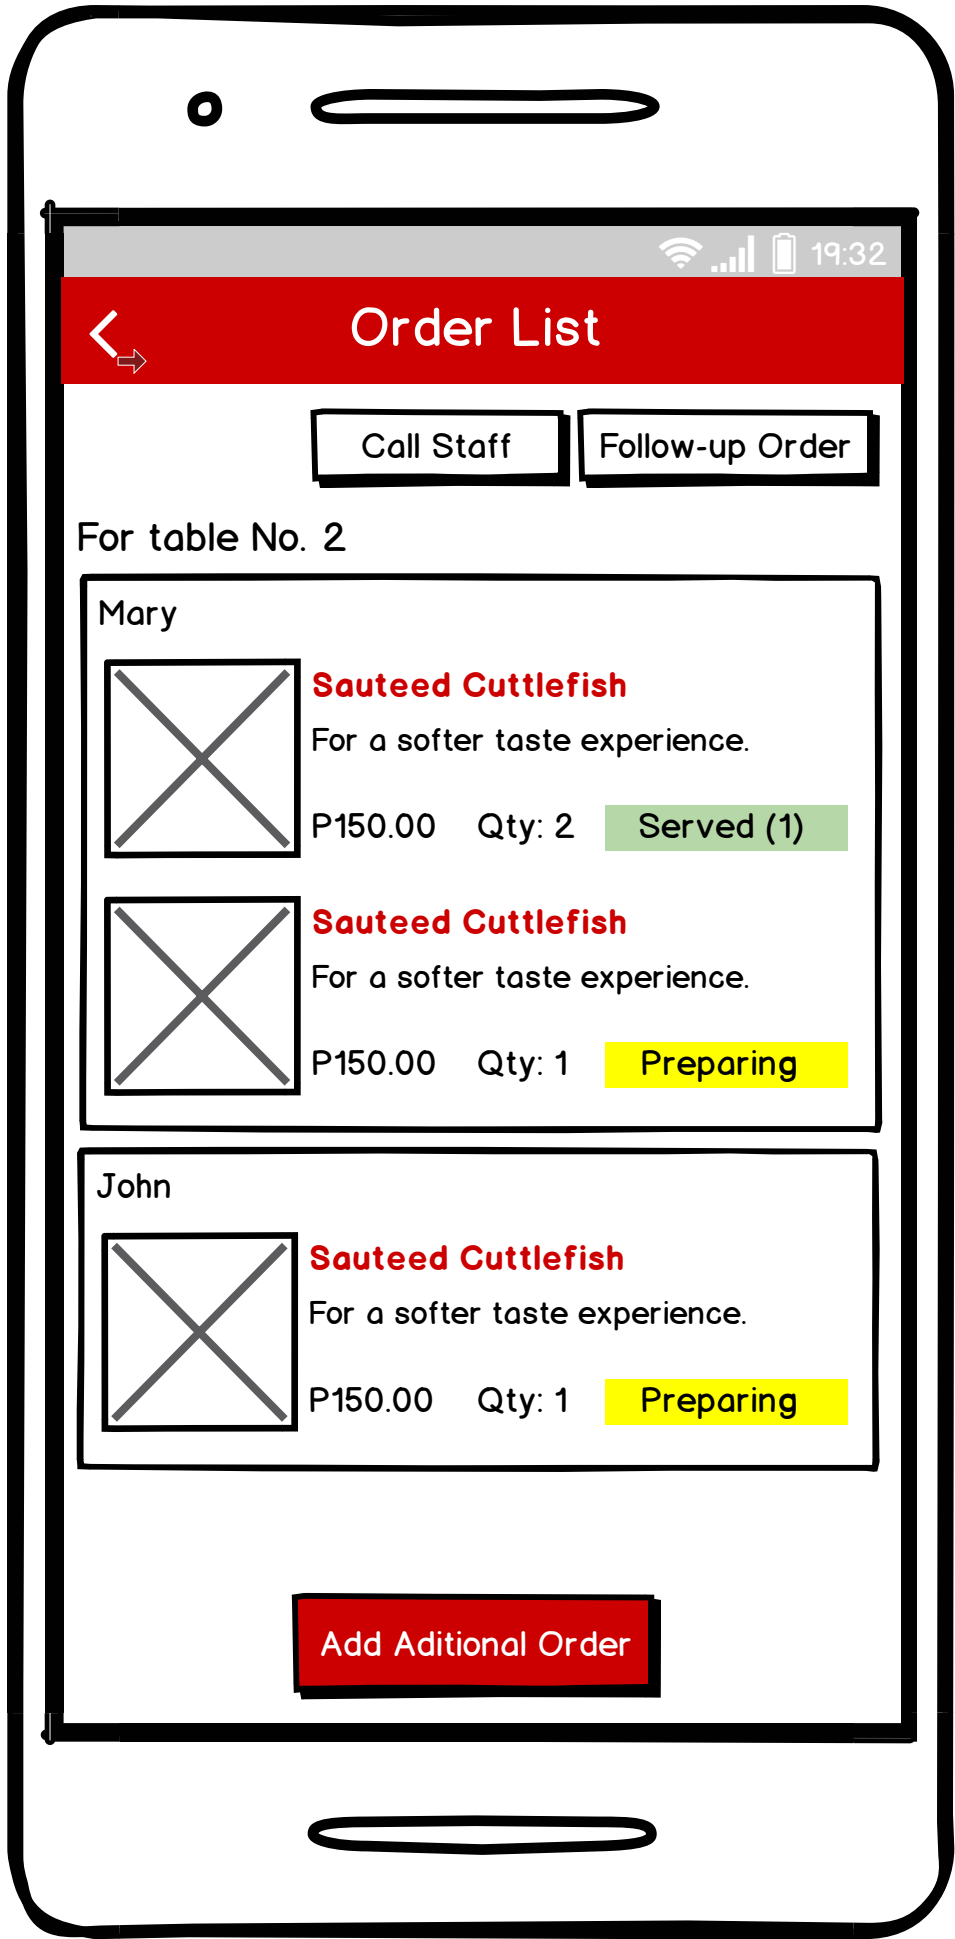 19:32
Order List
Call Staff Follow-up Order
For table No. 2
Mary
Sauteed Cuttlefish
For a softer taste experience.
P150.00 Qty: 2 Served (1)
Sauteed Cuttlefish
For a softer taste experience.
P150.00 Qty: 1 Preparing
John
Sauteed Cuttlefish
For a softer taste experience.
P150.00 Qty: 1 Preparing
Add Aditional Order